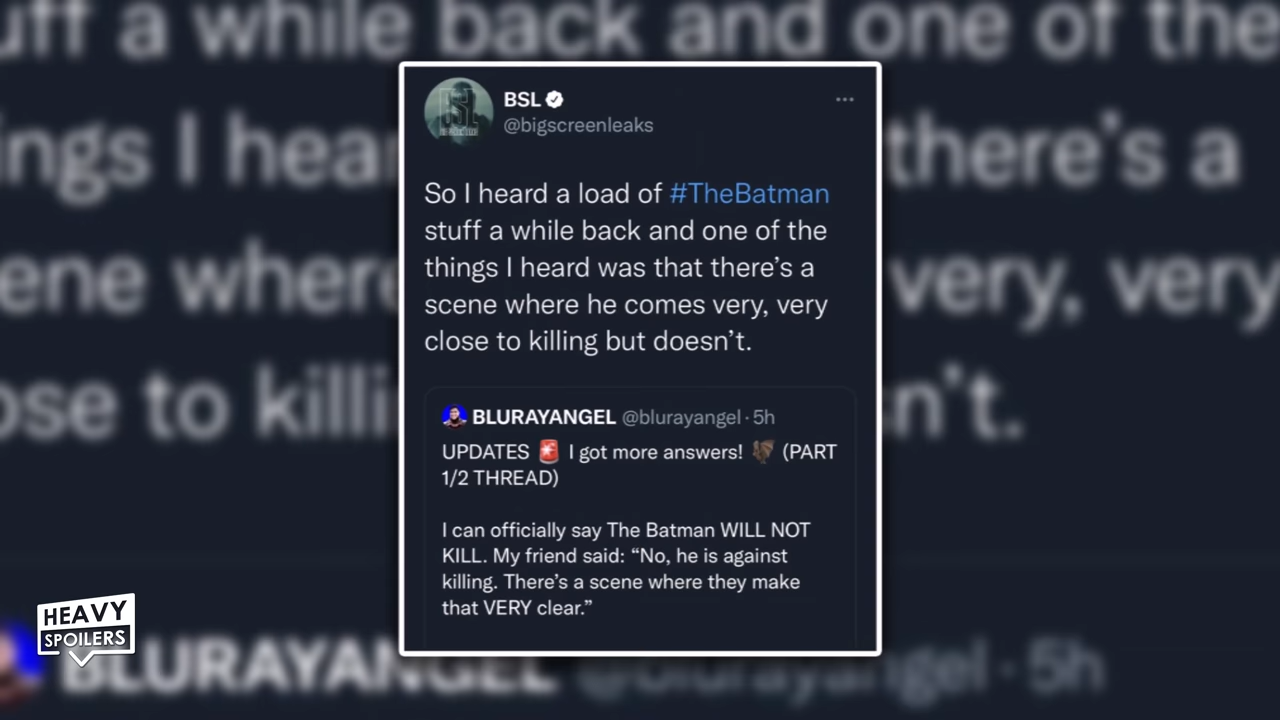 BSL
@bigscreenleaks
So I heard a load of #TheBatman
stuff a while back and one of the
things I heard was that there's a
scene where he comes very, very
close to killing but doesn't.
BLURAYANGEL @blurayangel · 5h
UPDATES 🚨 I got more answers! 🦇 (PART
1/2 THREAD)
I can officially say The Batman WILL NOT
KILL. My friend said: “No, he is against
killing. There's a scene where they make
that VERY clear.”
HEAVY
SPOILERS